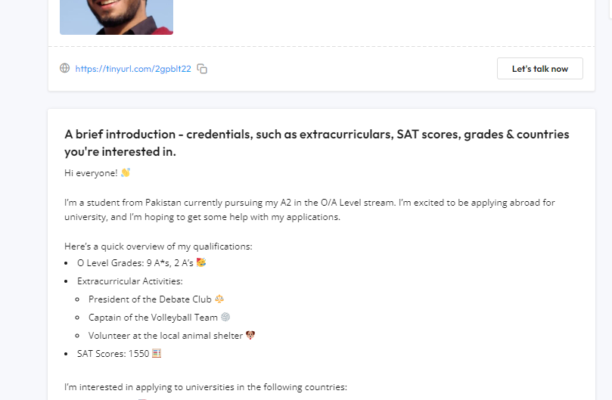 https://tinyurl.com/2gpblt22
Let's talk now
A brief introduction - credentials, such as extracurriculars, SAT scores, grades & countries
you're interested in.
Hi everyone! 👋
I'm a student from Pakistan currently pursuing my A2 in the O/A Level stream. I'm excited to be applying abroad for
university, and I'm hoping to get some help with my applications.
Here's a quick overview of my qualifications:
• O Level Grades: 9 A*s, 2 A's
• Extracurricular Activities:
◦ President of the Debate Club
◦ Captain of the Volleyball Team 🏐
◦ Volunteer at the local animal shelter
• SAT Scores: 1550
I'm interested in applying to universities in the following countries: